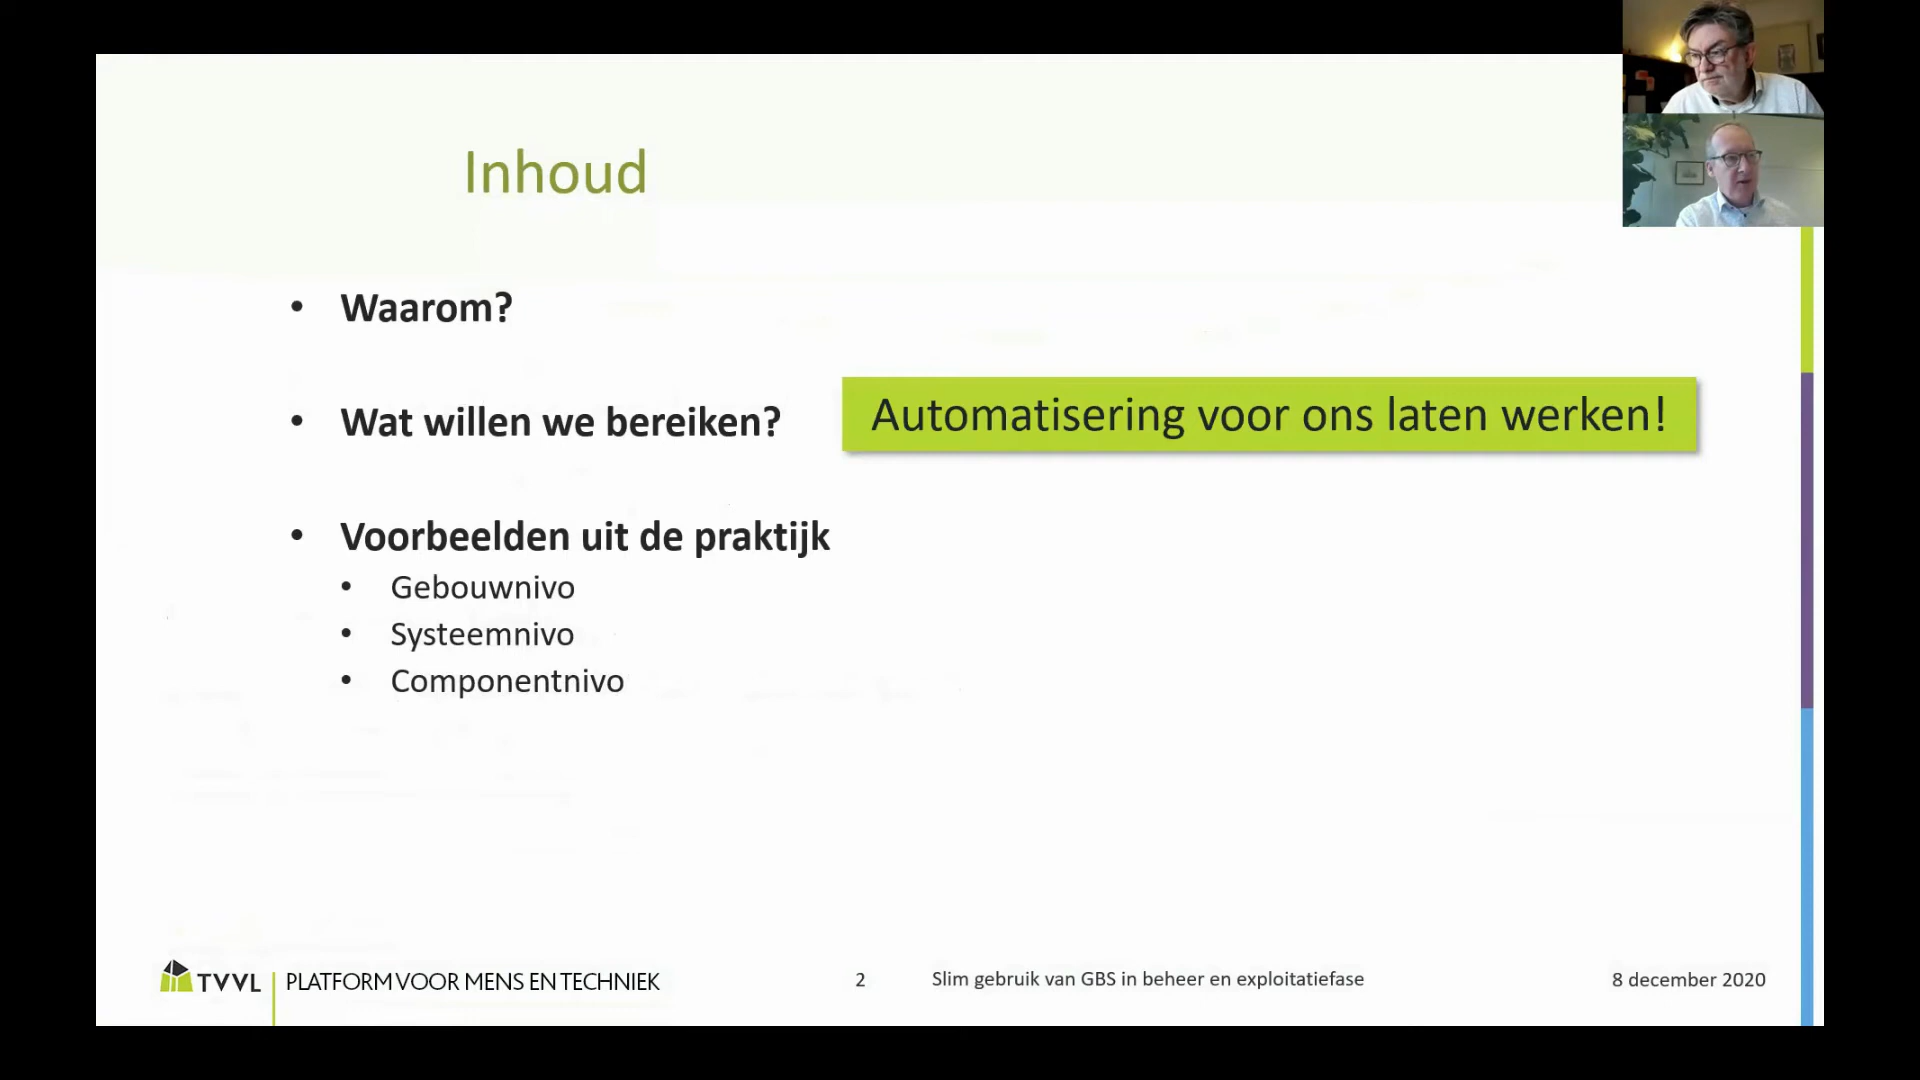 Inhoud
• Waarom?
• Wat willen we bereiken?
Automatisering voor ons laten werken!
• Voorbeelden uit de praktijk
• Gebouwnivo
• Systeemnivo
• Componentnivo
TVVL PLATFORM VOOR MENS EN TECHNIEK
2
Slim gebruik van GBS in beheer en exploitatiefase
8 december 2020